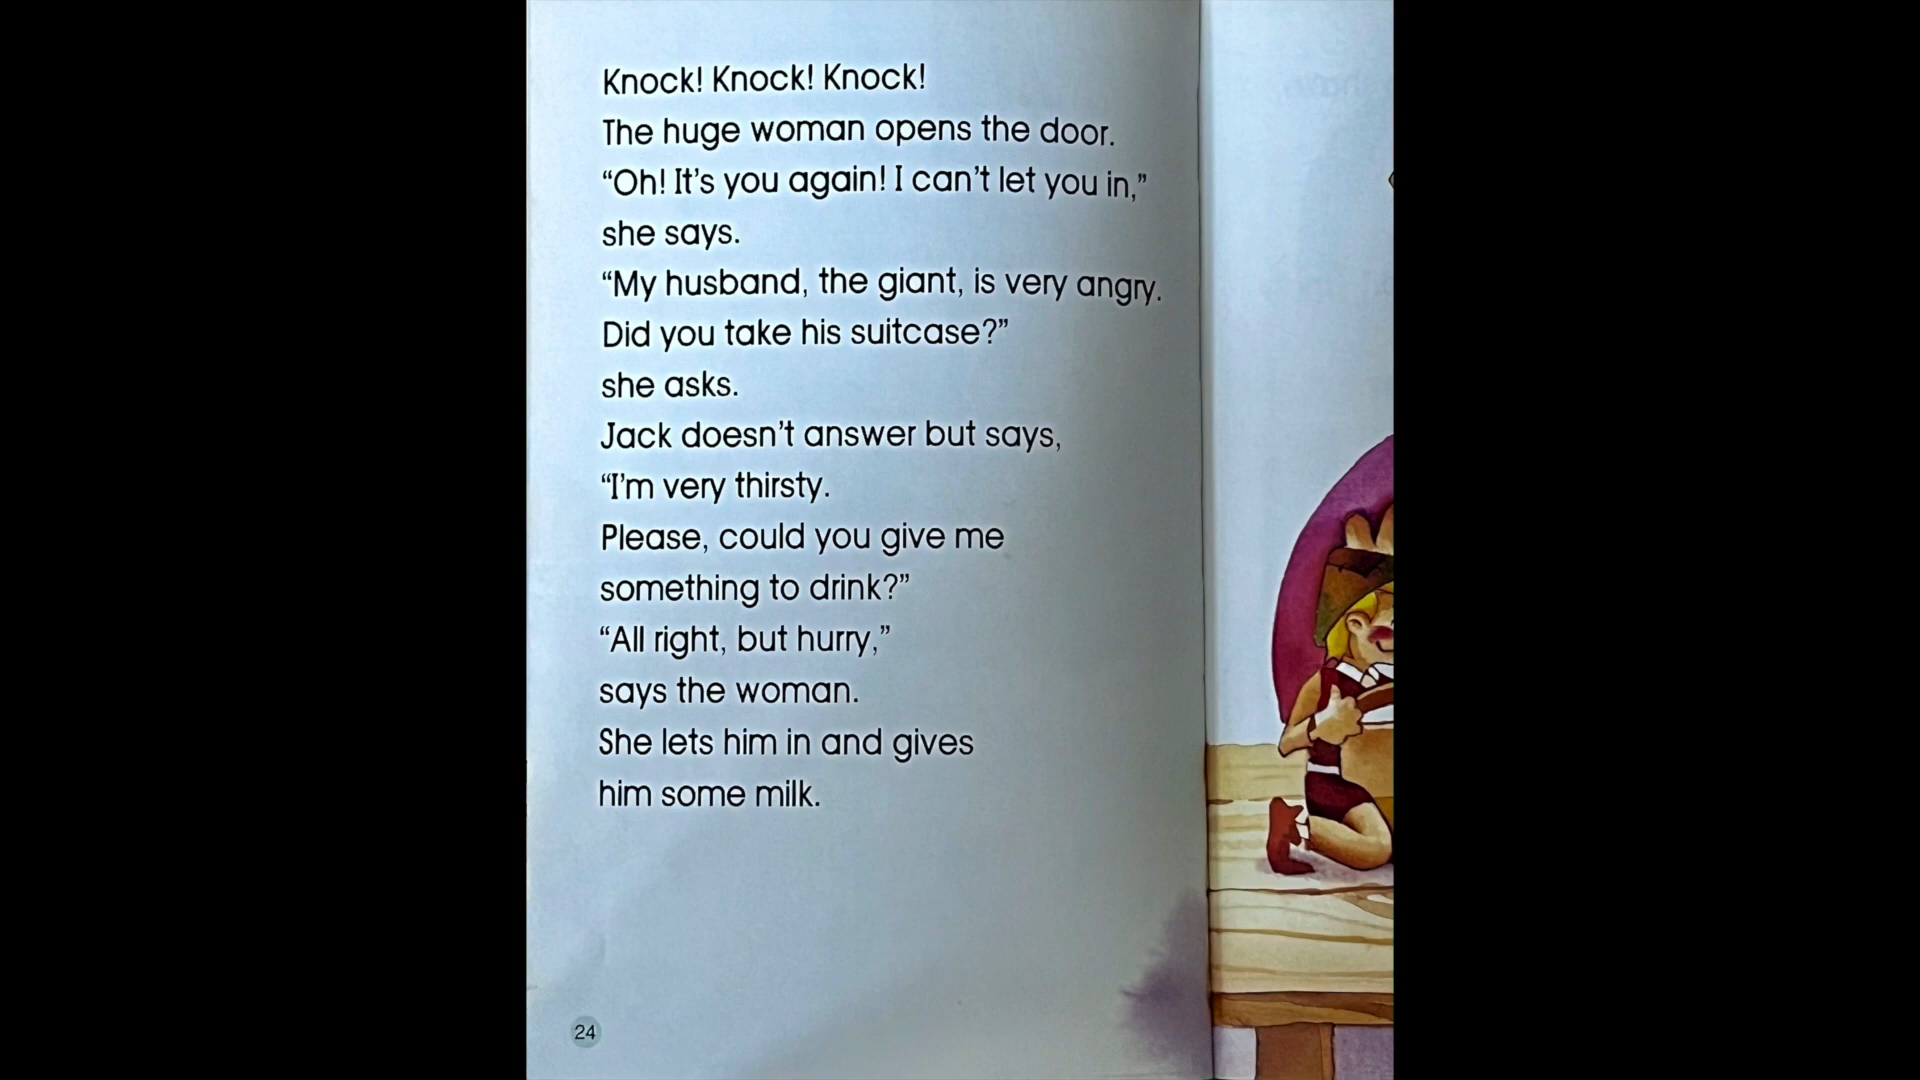 Knock! Knock! Knock!
The huge woman opens the door.
“Oh! It’s you again! I can’t let you in,”
she says.
“My husband, the giant, is very angry.
Did you take his suitcase?”
she asks.
Jack doesn’t answer but says,
“I’m very thirsty.
Please, could you give me
something to drink?”
“All right, but hurry,”
says the woman.
She lets him in and gives
him some milk.
24